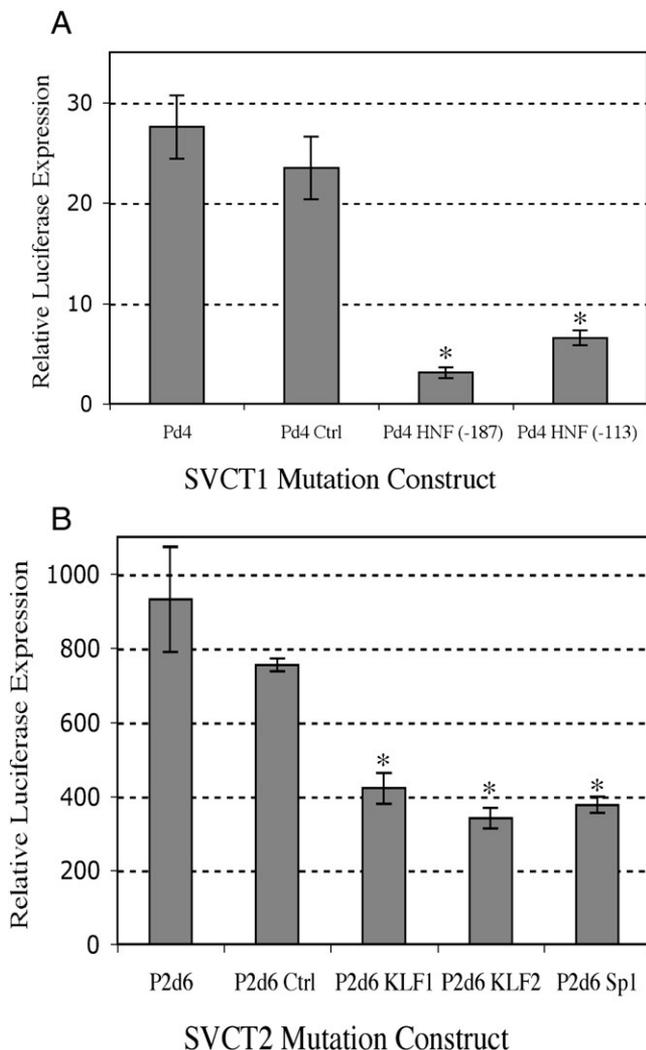 A
Relative Luciferase Expression
30
20
10
0
*
*
Pd4 Pd4 Ctrl Pd4 HNF (-187) Pd4 HNF (-113)
SVCT1 Mutation Construct
B
Relative Luciferase Expression
1000
800
600
400
200
0
*
*
*
P2d6 P2d6 Ctrl P2d6 KLF1 P2d6 KLF2 P2d6 Sp1
SVCT2 Mutation Construct